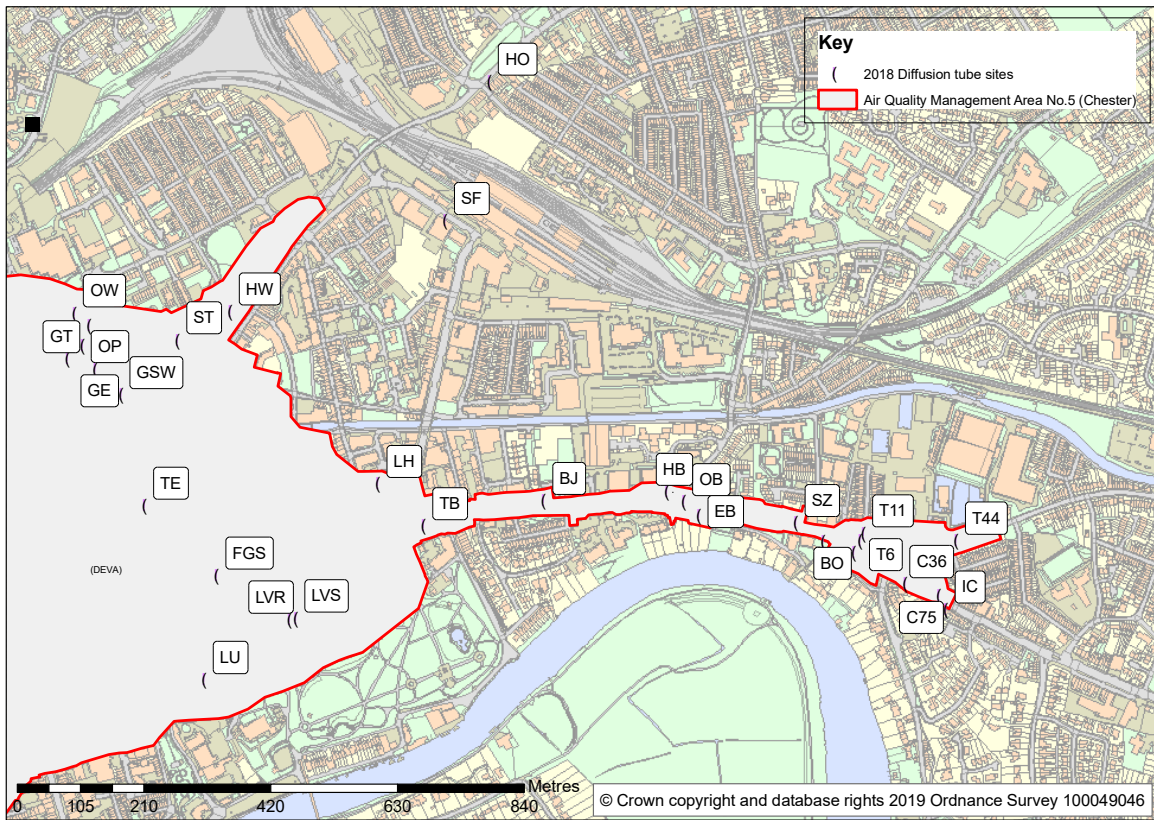 Key
2018 Diffusion tube sites
Air Quality Management Area No.5 (Chester)
HO
SF
OW
HW
ST
GT
OP
GSW
GE
LH
TE
TB
BJ
HB
OB
EB
SZ
T11
T44
BO
T6
C36
IC
C75
FGS
(DEVA)
LVR
LVS
LU
Metres
0 105 210 420 630 840
© Crown copyright and database rights 2019 Ordnance Survey 100049046